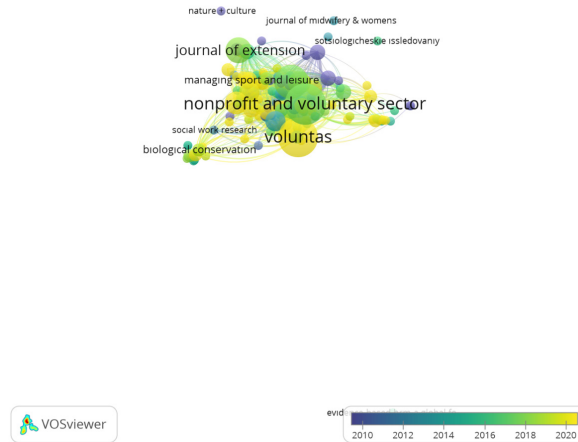 nature + culture
journal of midwifery & womens
sotsiologicheskie issledovaniy
journal of extension
managing sport and leisure
nonprofit and voluntary sector
social work research
voluntas
biological conservation
VOSviewer
2010 2012 2014 2016 2018 2020